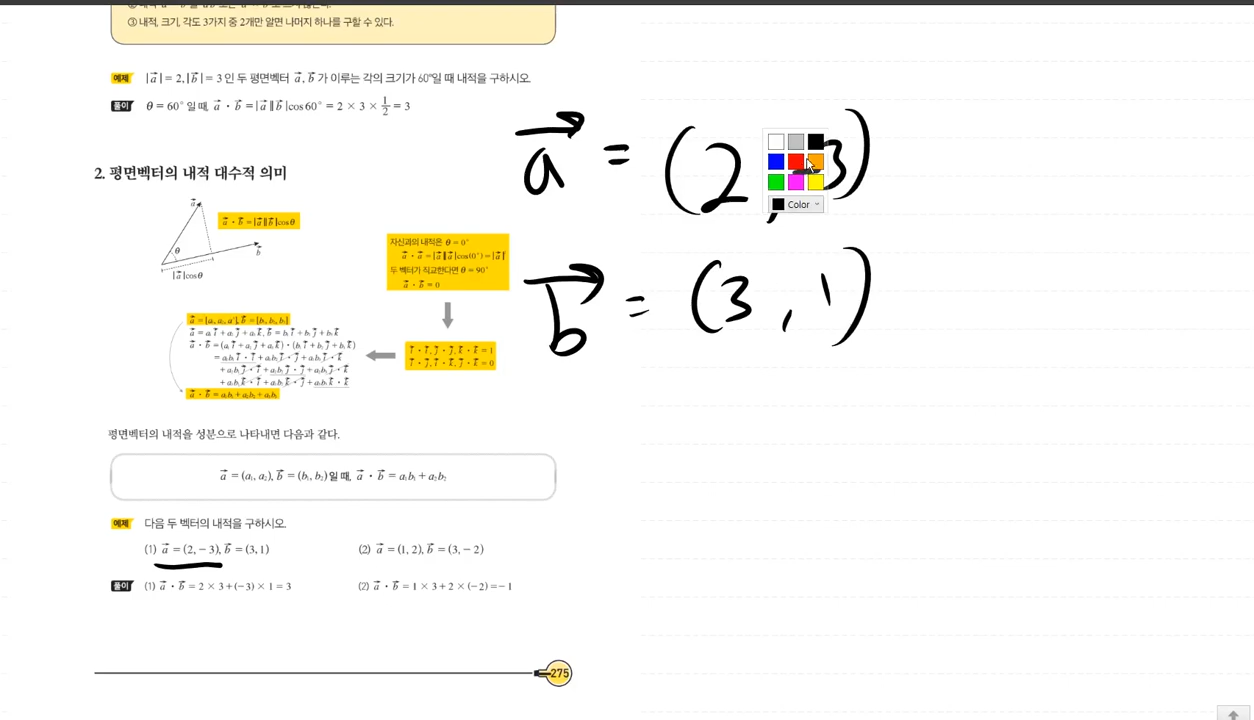 ③ 내적, 크기, 각도 3가지 중 2개만 알면 나머지 하나를 구할 수 있다.
예제 |a⃗| = 2, |b⃗| = 3인 두 평면벡터 a⃗, b⃗가 이루는 각의 크기가 60°일 때 내적을 구하시오.
풀이 θ = 60° 일 때, a⃗ · b⃗ = |a⃗||b⃗|cos60° = 2 × 3 × 1/2 = 3
2. 평면벡터의 내적 대수적 의미
a⃗
a⃗ · b⃗ = |a⃗||b⃗|cosθ
θ
b⃗
|a⃗|cosθ
자신과의 내적은 θ = 0°
a⃗ · a⃗ = |a⃗||a⃗|cos(0°) = |a⃗|²
두 벡터가 직교한다면 θ = 90°
a⃗ · b⃗ = 0
i⃗ · i⃗, j⃗ · j⃗, k⃗ · k⃗ = 1
i⃗ · j⃗, i⃗ · k⃗, j⃗ · k⃗ = 0
a⃗ · b⃗ = a₁b₁ + a₂b₂ + a₃b₃
평면벡터의 내적을 성분으로 나타내면 다음과 같다.
a⃗ = (a₁, a₂), b⃗ = (b₁, b₂)일 때, a⃗ · b⃗ = a₁b₁ + a₂b₂
예제 다음 두 벡터의 내적을 구하시오.
(1) a⃗ = (2, − 3), b⃗ = (3, 1) (2) a⃗ = (1, 2), b⃗ = (3, − 2)
풀이 (1) a⃗ · b⃗ = 2 × 3 + (−3) × 1 = 3 (2) a⃗ · b⃗ = 1 × 3 + 2 × (−2) = − 1
275
a⃗ = (2, 3)
b⃗ = (3, 1)
Color